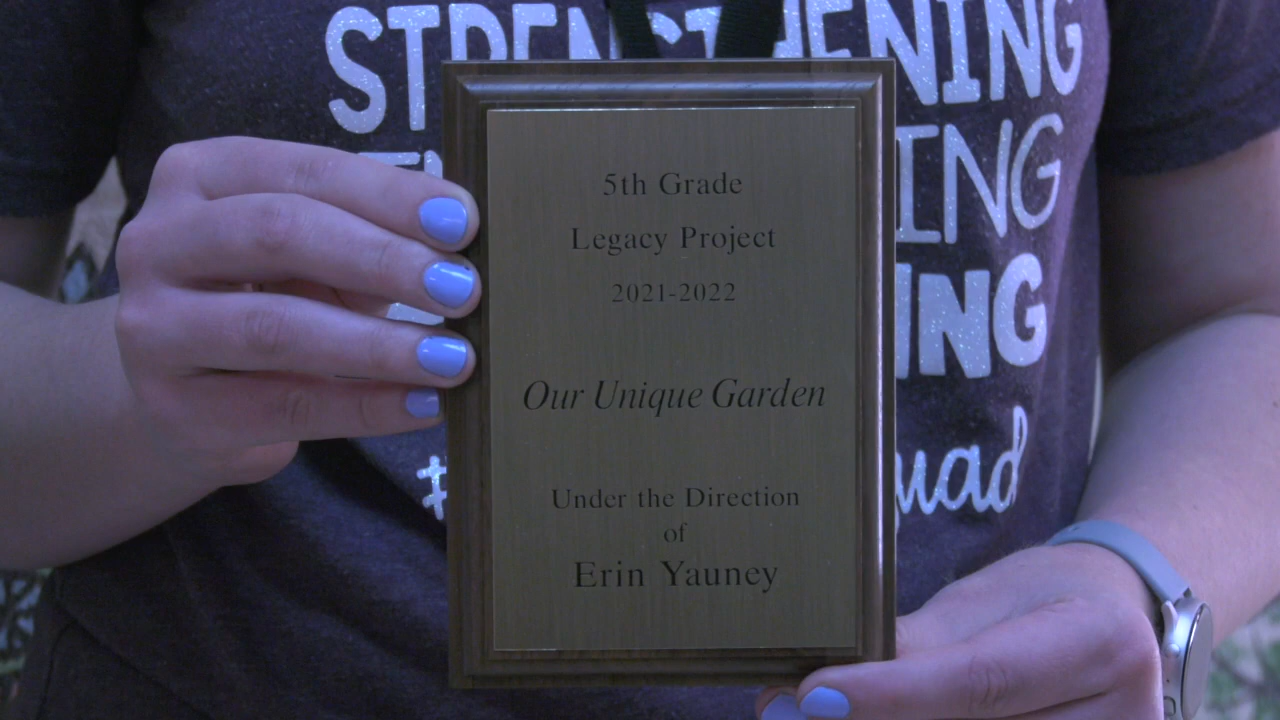 5th Grade
Legacy Project
2021-2022
Our Unique Garden
Under the Direction
of
Erin Yauney